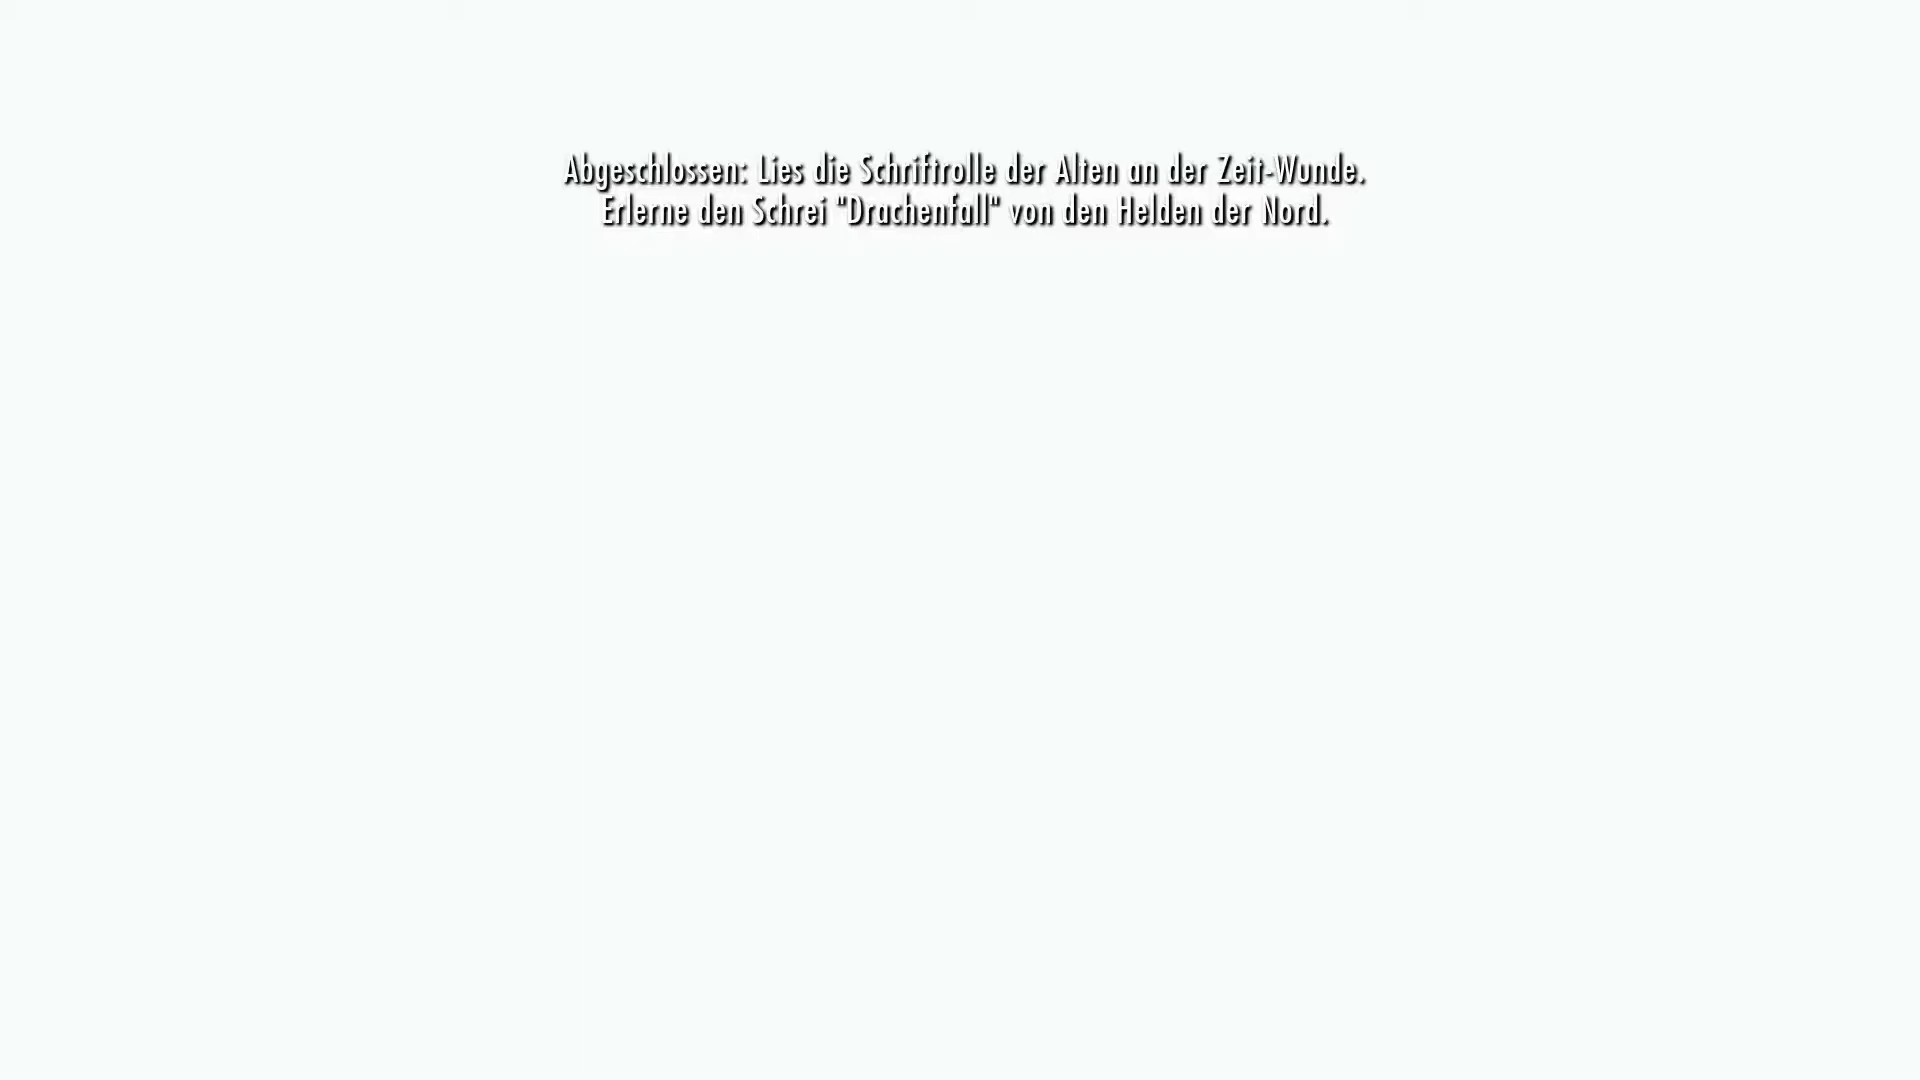 Abgeschlossen: Lies die Schriftrolle der Alten an der Zeit-Wunde.
Erlerne den Schrei "Drachenfall" von den Helden der Nord.